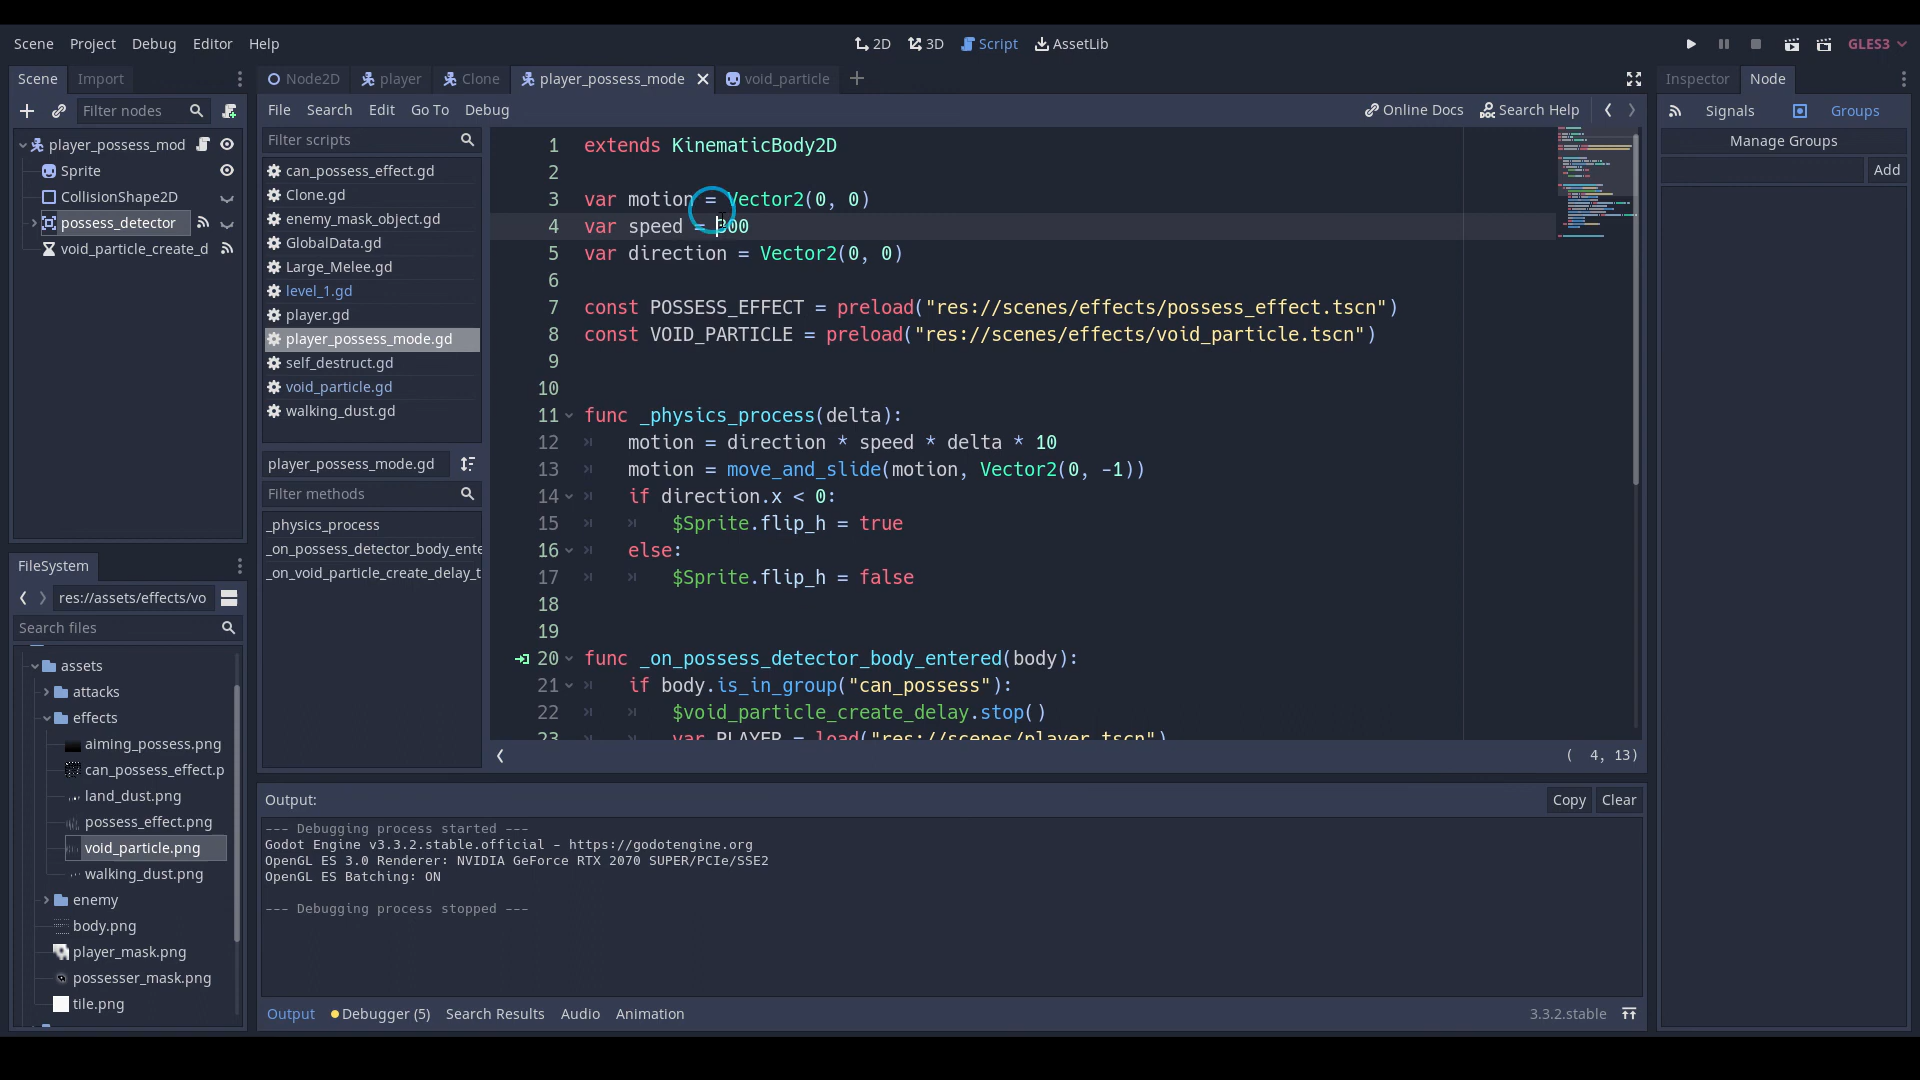 Scene Project Debug Editor Help 2D 3D Script AssetLib GLES3
Scene Import
Filter nodes
player_possess_mod
Sprite
CollisionShape2D
possess_detector
void_particle_create_d
FileSystem
res://assets/effects/vo
Search files
assets
attacks
effects
aiming_possess.png
can_possess_effect.p
land_dust.png
possess_effect.png
void_particle.png
walking_dust.png
enemy
body.png
player_mask.png
possesser_mask.png
tile.png
Node2D player Clone player_possess_mode void_particle
File Search Edit Go To Debug Online Docs Search Help
Filter scripts
can_possess_effect.gd
Clone.gd
enemy_mask_object.gd
GlobalData.gd
Large_Melee.gd
level_1.gd
player.gd
player_possess_mode.gd
self_destruct.gd
void_particle.gd
walking_dust.gd
player_possess_mode.gd
Filter methods
_physics_process
_on_possess_detector_body_ente
_on_void_particle_create_delay_t
1 extends KinematicBody2D
2
3 var motion = Vector2(0, 0)
4 var speed = 300
5 var direction = Vector2(0, 0)
6
7 const POSSESS_EFFECT = preload("res://scenes/effects/possess_effect.tscn")
8 const VOID_PARTICLE = preload("res://scenes/effects/void_particle.tscn")
9
10
11 func _physics_process(delta):
12 motion = direction * speed * delta * 10
13 motion = move_and_slide(motion, Vector2(0, -1))
14 if direction.x < 0:
15 $Sprite.flip_h = true
16 else:
17 $Sprite.flip_h = false
18
19
20 func _on_possess_detector_body_entered(body):
21 if body.is_in_group("can_possess"):
22 $void_particle_create_delay.stop()
23 var PLAYER = load("res://scenes/player.tscn")
( 4, 13)
Output: Copy Clear
--- Debugging process started ---
Godot Engine v3.3.2.stable.official - https://godotengine.org
OpenGL ES 3.0 Renderer: NVIDIA GeForce RTX 2070 SUPER/PCIe/SSE2
OpenGL ES Batching: ON
--- Debugging process stopped ---
Output Debugger (5) Search Results Audio Animation 3.3.2.stable
Inspector Node
Signals Groups
Manage Groups
Add